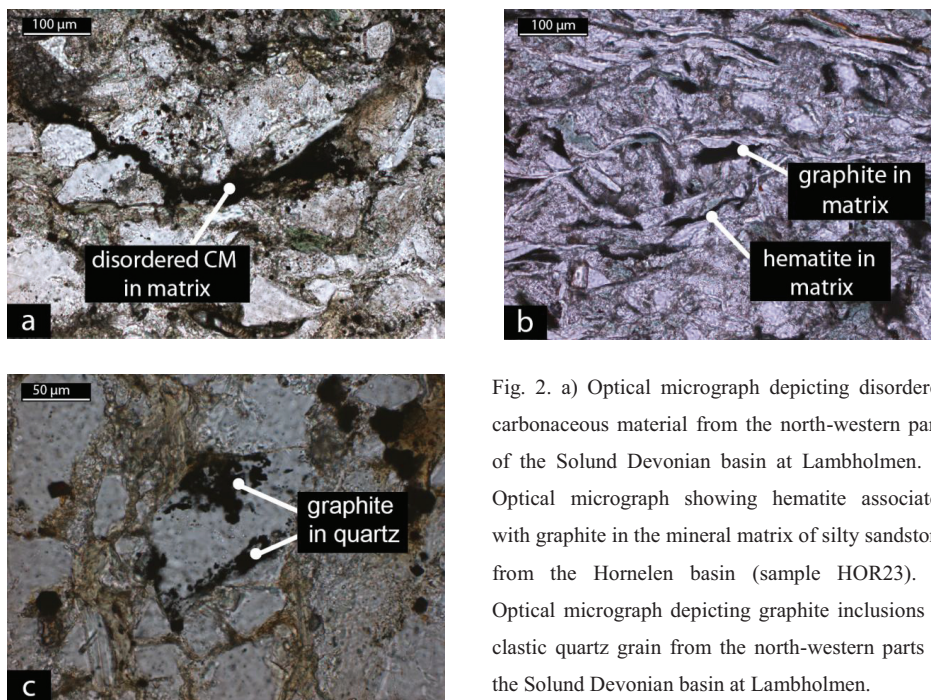 100 µm
disordered CM
in matrix
a
100 µm
graphite in
matrix
hematite in
matrix
b
50 µm
graphite
in quartz
c
Fig. 2. a) Optical micrograph depicting disordere
carbonaceous material from the north-western par
of the Solund Devonian basin at Lambholmen.
Optical micrograph showing hematite associate
with graphite in the mineral matrix of silty sandston
from the Hornelen basin (sample HOR23).
Optical micrograph depicting graphite inclusions
clastic quartz grain from the north-western parts
the Solund Devonian basin at Lambholmen.